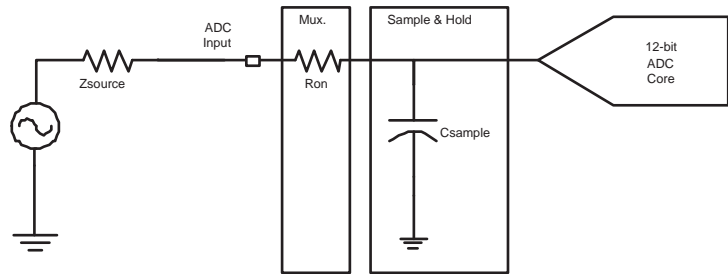 ADC
Input
Mux.
Sample & Hold
Zsource
Ron
Csample
12-bit
ADC
Core